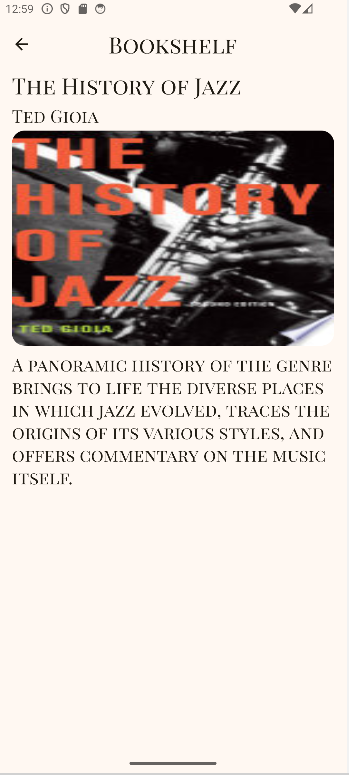 12:59
Bookshelf
The History of Jazz
Ted Gioia
THE
HISTORY
OF
JAZZ
SECOND EDITION
TED GIOIA
A panoramic history of the genre
brings to life the diverse places
in which jazz evolved, traces the
origins of its various styles, and
offers commentary on the music
itself.